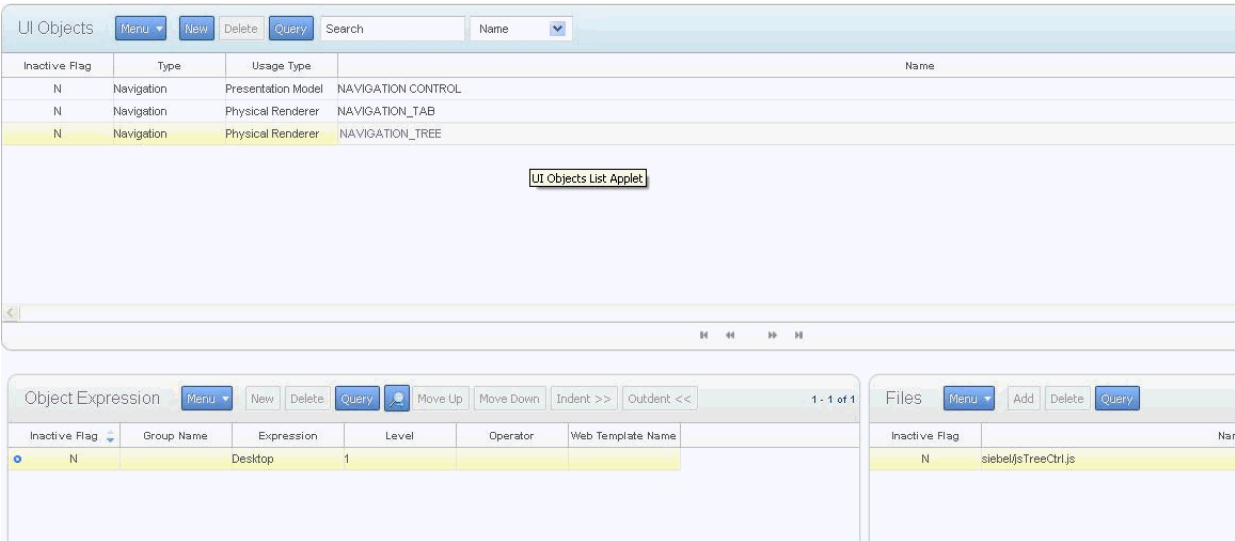 UI Objects Menu New Delete Query Search Name
Inactive Flag Type Usage Type Name
N Navigation Presentation Model NAVIGATION CONTROL
N Navigation Physical Renderer NAVIGATION_TAB
N Navigation Physical Renderer NAVIGATION_TREE
UI Objects List Applet
Object Expression Menu New Delete Query Move Up Move Down Indent >> Outdent << 1 - 1 of 1
Inactive Flag Group Name Expression Level Operator Web Template Name
N Desktop 1
Files Menu Add Delete Query
Inactive Flag Nar
N siebel/jsTreeCtrl.js